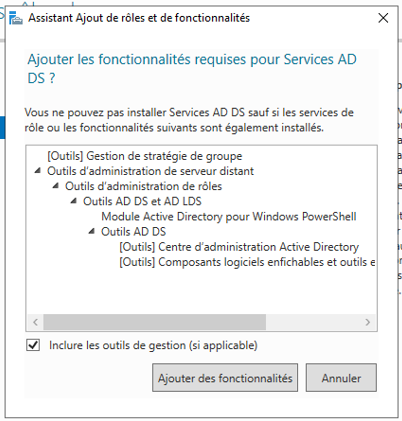 Assistant Ajout de rôles et de fonctionnalités
Ajouter les fonctionnalités requises pour Services AD
DS ?
Vous ne pouvez pas installer Services AD DS sauf si les services de
rôle ou les fonctionnalités suivants sont également installés.
[Outils] Gestion de stratégie de groupe
Outils d'administration de serveur distant
Outils d'administration de rôles
Outils AD DS et AD LDS
Module Active Directory pour Windows PowerShell
Outils AD DS
[Outils] Centre d'administration Active Directory
[Outils] Composants logiciels enfichables et outils e
Inclure les outils de gestion (si applicable)
Ajouter des fonctionnalités
Annuler